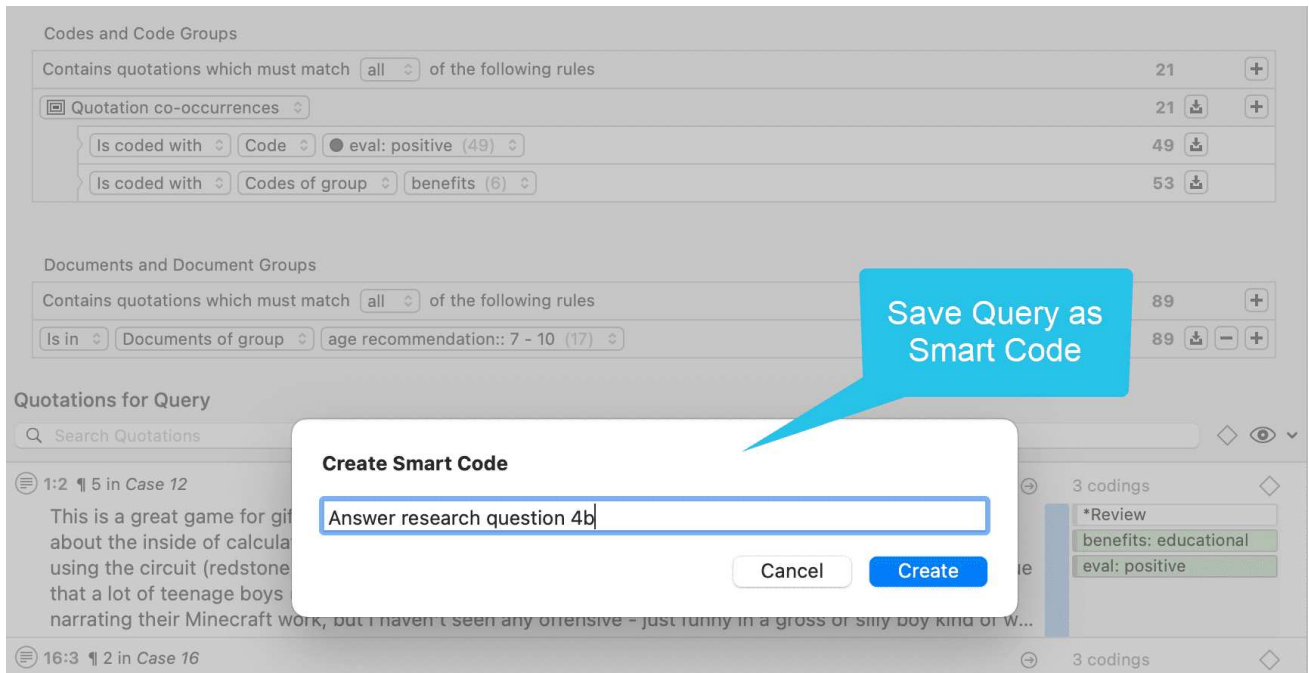 Codes and Code Groups
Contains quotations which must match all of the following rules 21
Quotation co-occurrences 21
Is coded with Code eval: positive (49) 49
Is coded with Codes of group benefits (6) 53
Documents and Document Groups
Contains quotations which must match all of the following rules 89
Is in Documents of group age recommendation:: 7 - 10 (17) 89
Save Query as
Smart Code
Quotations for Query
Search Quotations
Create Smart Code
Answer research question 4b
Cancel Create
1:2 ¶ 5 in Case 12 3 codings
This is a great game for
about the inside of
using the circuit (redstone
that a lot of teenage boys
narrating their Minecraft work, but I haven't seen any offensive - just funny in a gross or silly boy kind of w...
*Review
benefits: educational
eval: positive
16:3 ¶ 2 in Case 16 3 codings